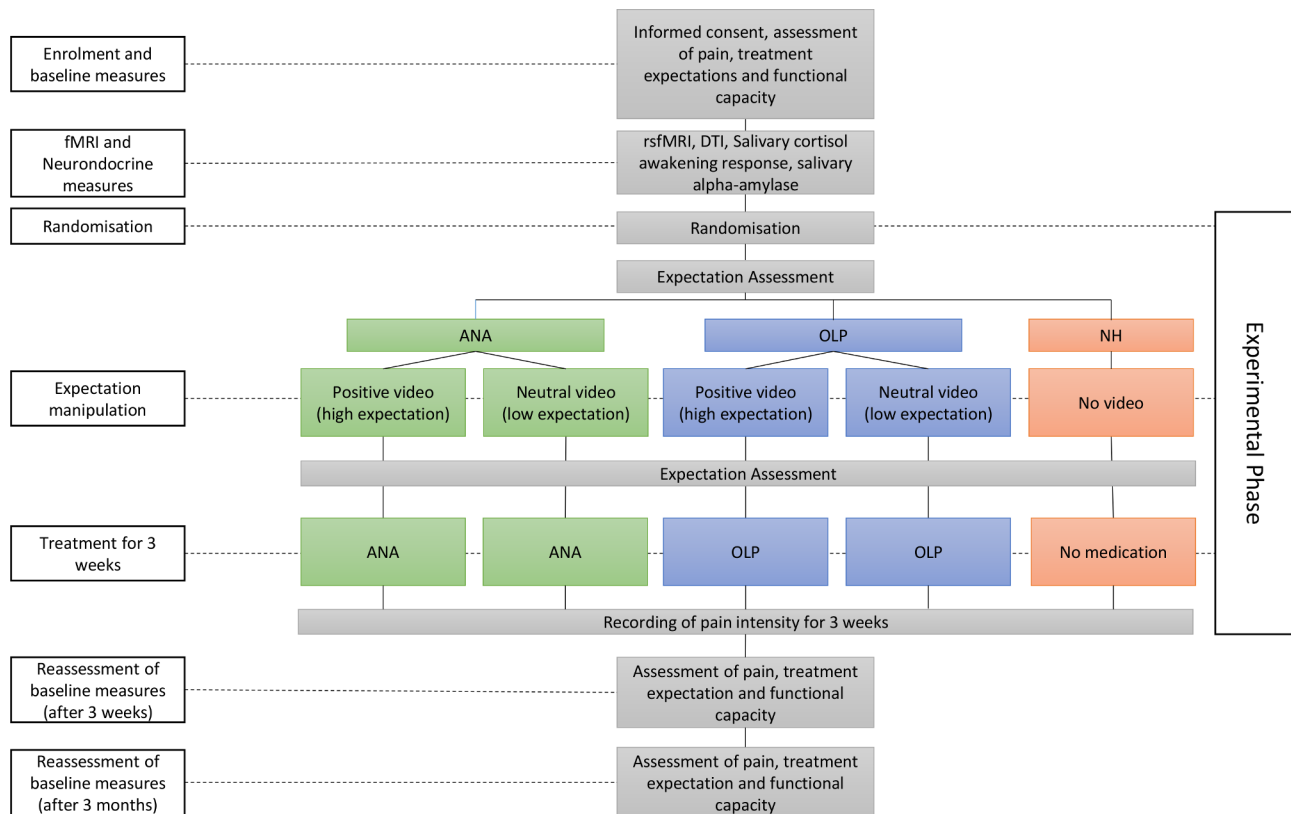 Enrolment and
baseline measures
Informed consent, assessment
of pain, treatment
expectations and functional
capacity
fMRI and
Neurondocrine
measures
rsfMRI, DTI, Salivary cortisol
awakening response, salivary
alpha-amylase
Randomisation
Randomisation
Expectation Assessment
ANA
OLP
NH
Expectation
manipulation
Positive video
(high expectation)
Neutral video
(low expectation)
Positive video
(high expectation)
Neutral video
(low expectation)
No video
Expectation Assessment
Treatment for 3
weeks
ANA
ANA
OLP
OLP
No medication
Recording of pain intensity for 3 weeks
Experimental Phase
Reassessment of
baseline measures
(after 3 weeks)
Assessment of pain, treatment
expectation and functional
capacity
Reassessment of
baseline measures
(after 3 months)
Assessment of pain, treatment
expectation and functional
capacity